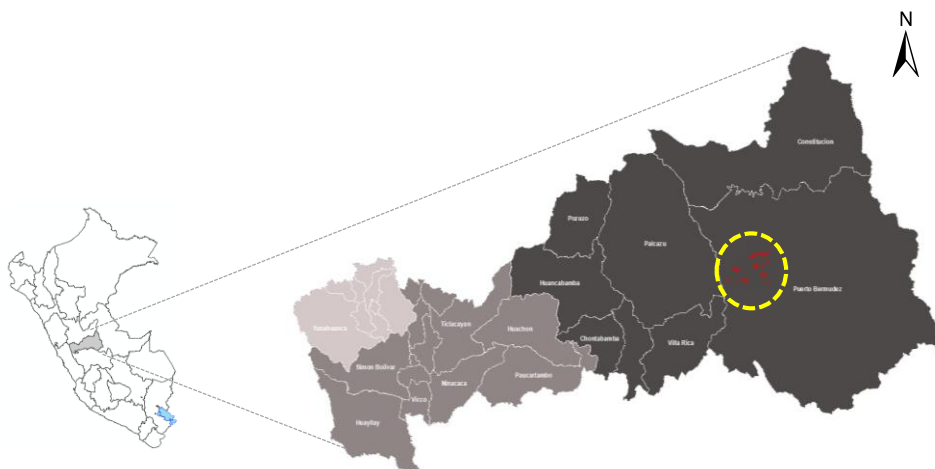 N
Constitucion
Pozuzo
Palcazu
Huancabamba
Puerto Bermudez
Yanahuanca
Ticlacayan
Huachon
Chontabamba
Villa Rica
Simon Bolivar
Paucartambo
Ninacaca
Vicco
Huayllay